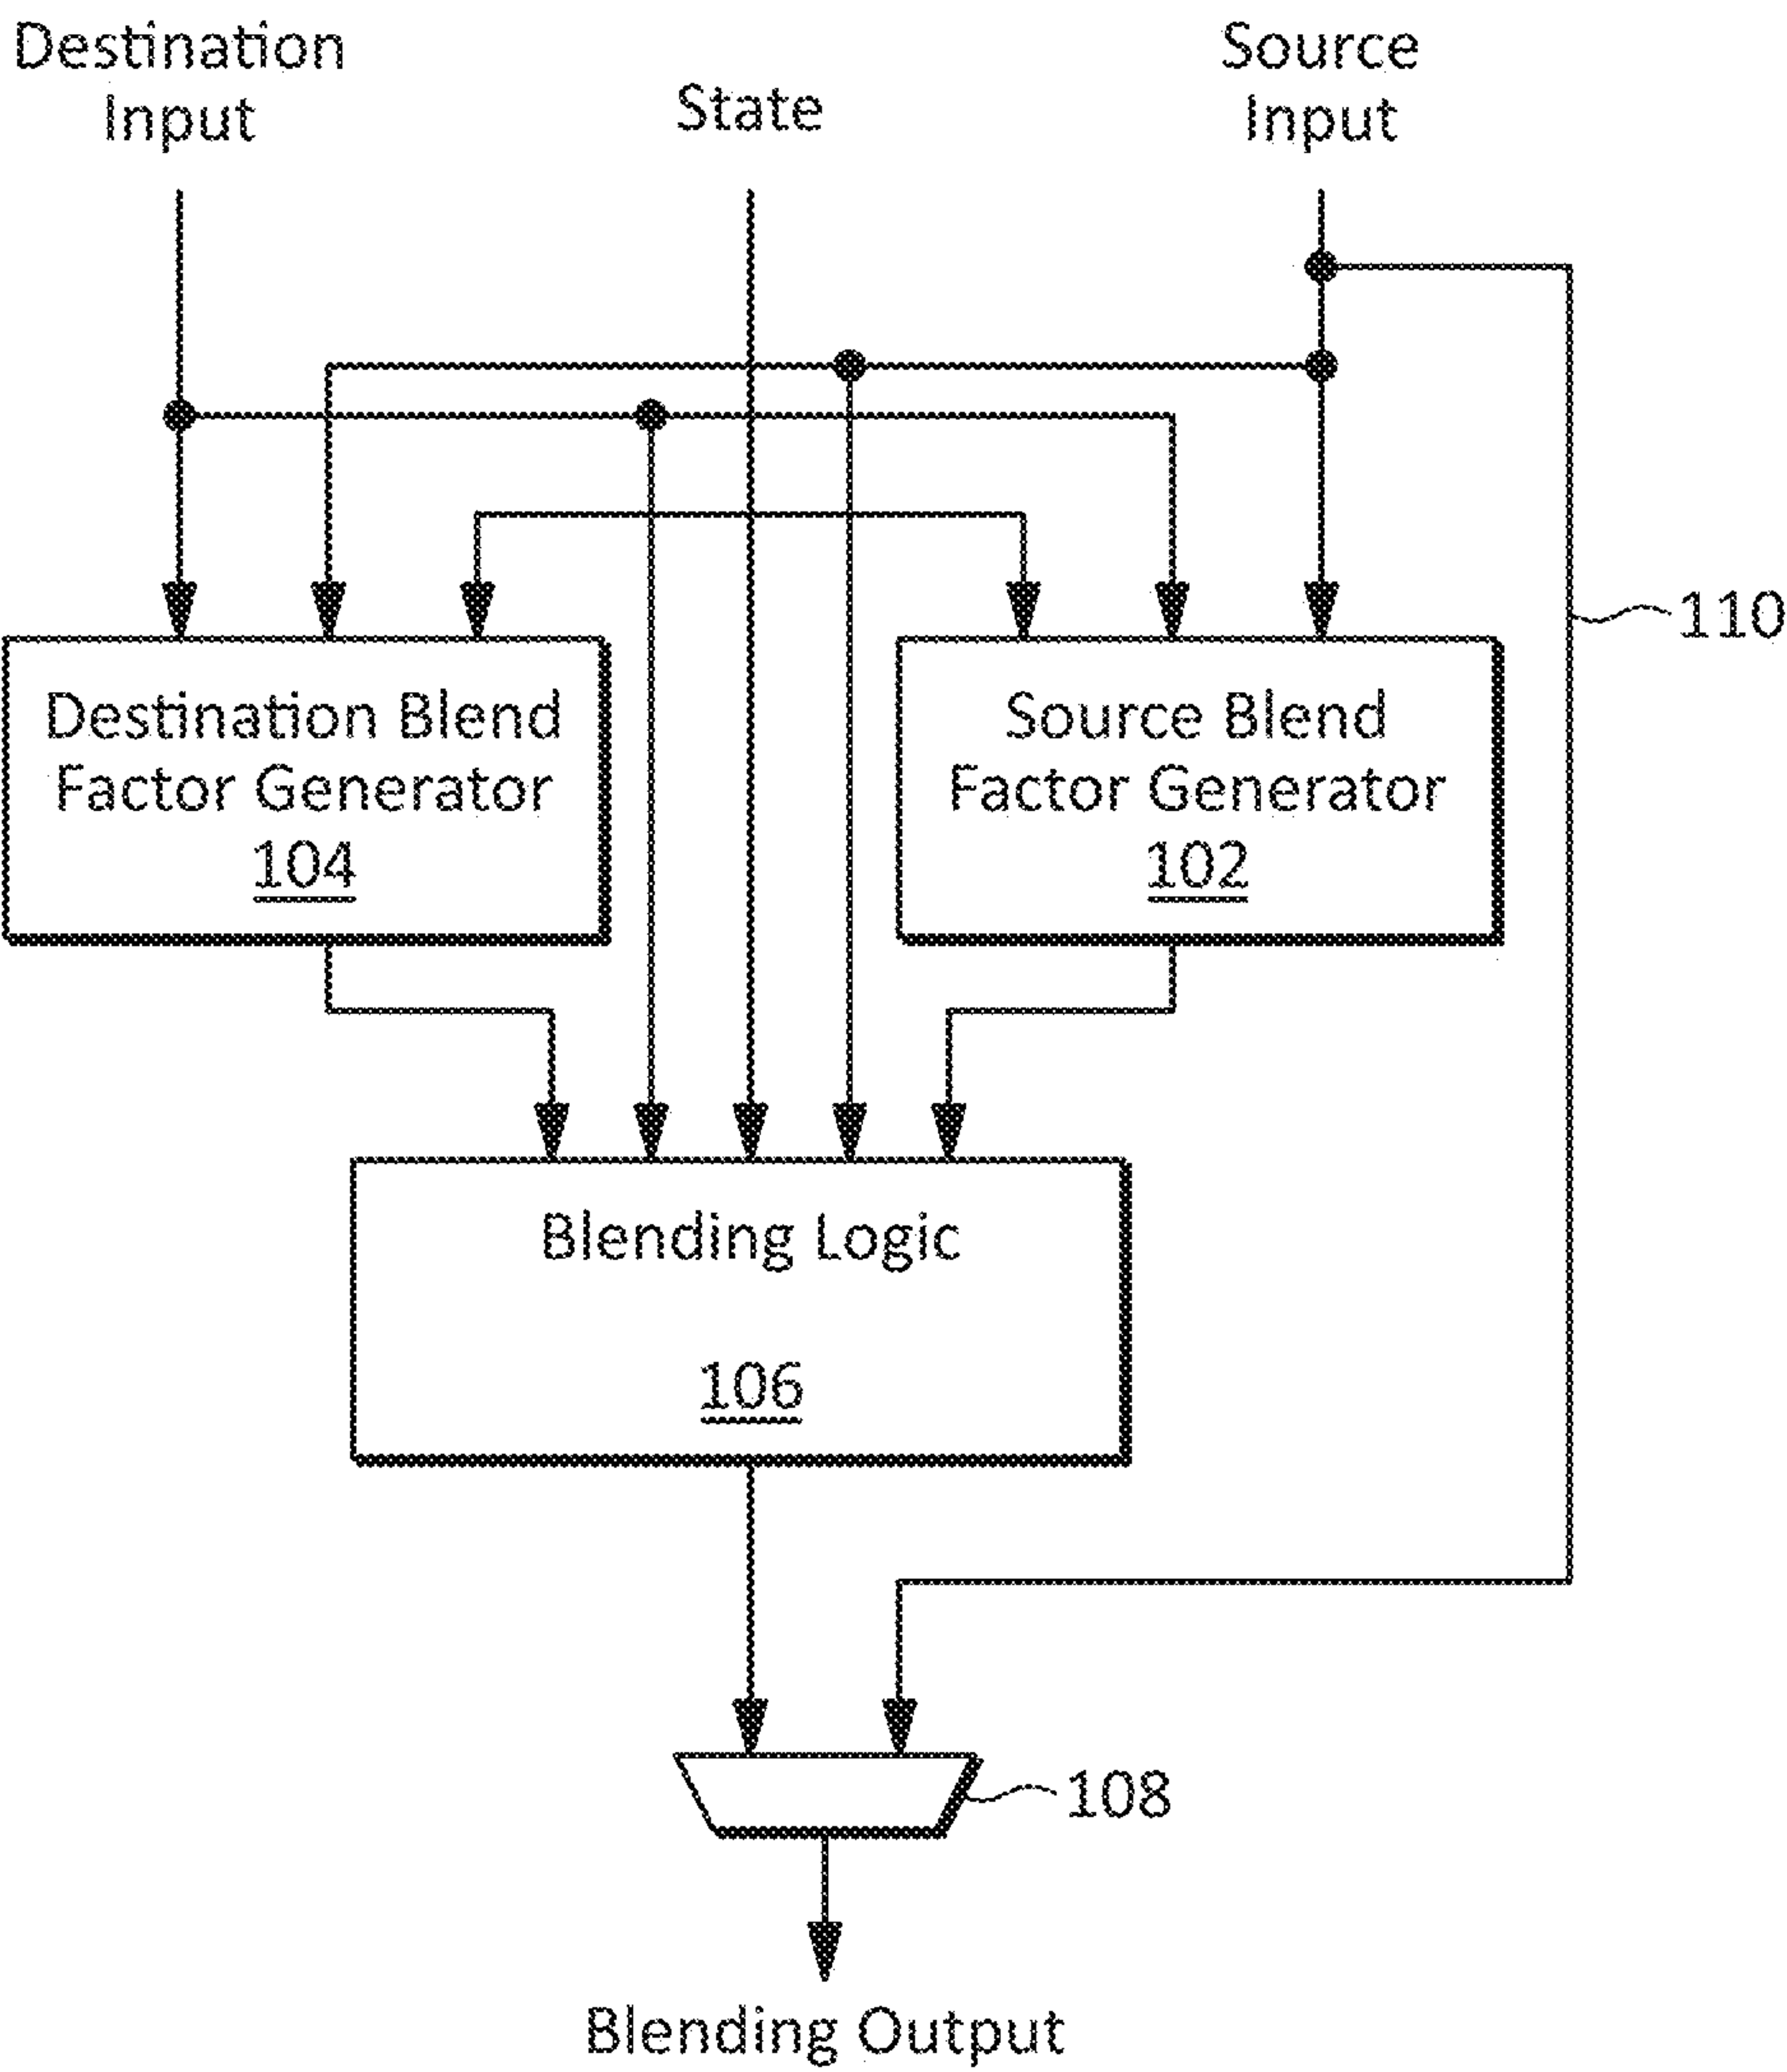 Destination
Input
State
Source
Input
110
Destination Blend
Factor Generator
104
Source Blend
Factor Generator
102
Blending Logic
106
108
Blending Output